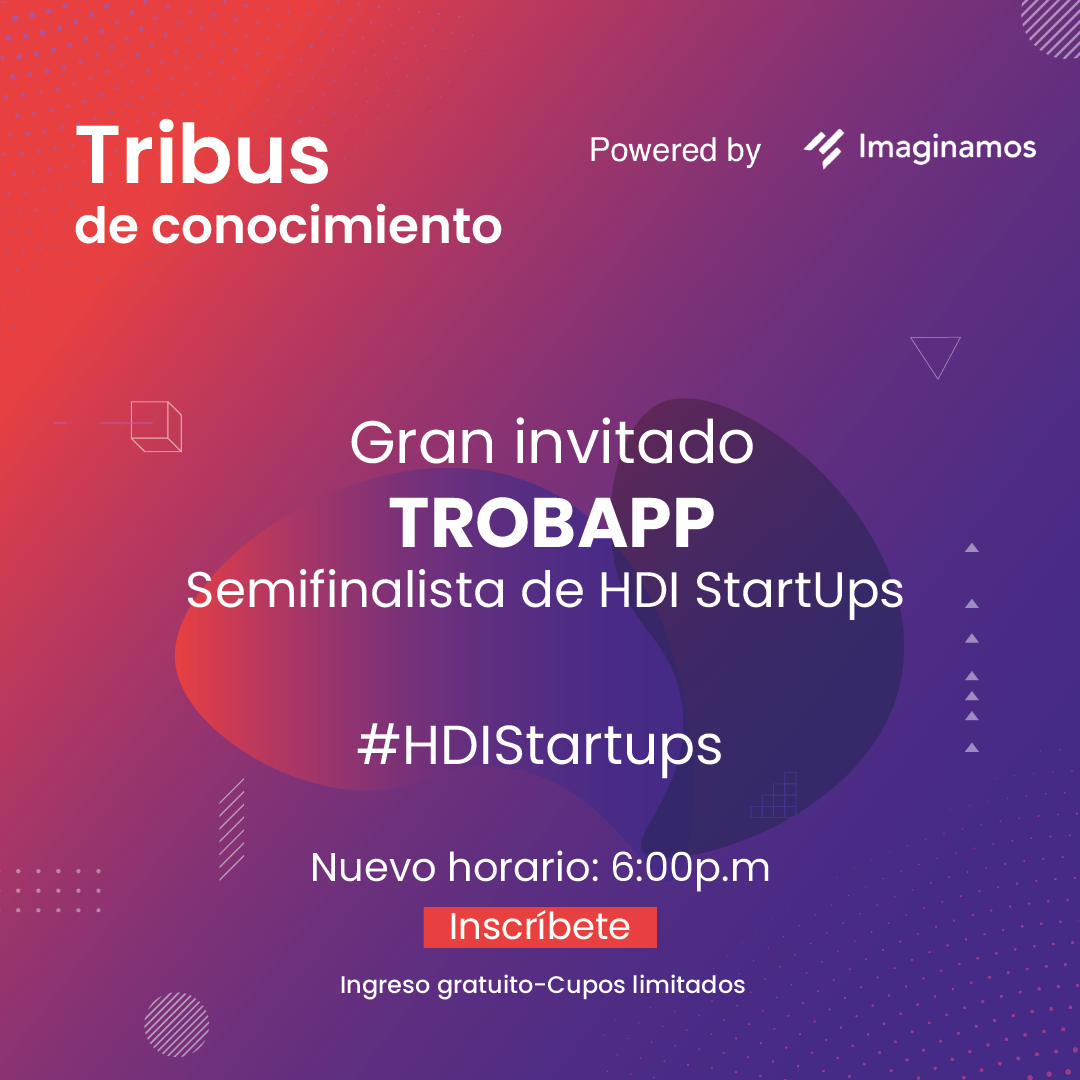 Tribus
de conocimiento
Powered by
Imaginamos
Gran invitado
TROBAPP
Semifinalista de HDI StartUps
#HDIStartups
Nuevo horario: 6:00p.m
Inscríbete
Ingreso gratuito-Cupos limitados